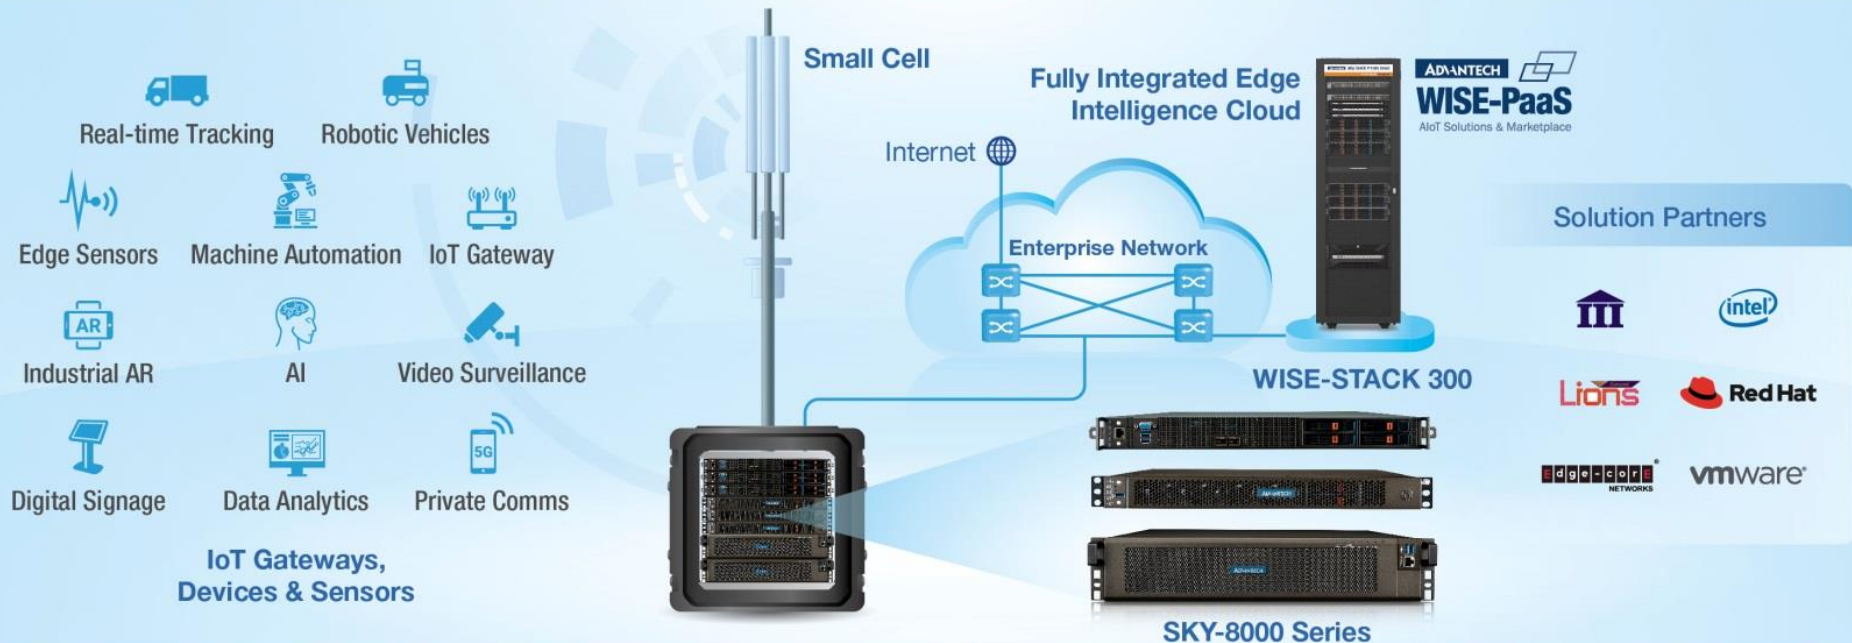 Real-time Tracking
Robotic Vehicles
Edge Sensors
Machine Automation
IoT Gateway
AR
Industrial AR
AI
Video Surveillance
5G
Digital Signage
Data Analytics
Private Comms
IoT Gateways,
Devices & Sensors
Small Cell
Internet
Enterprise Network
Fully Integrated Edge
Intelligence Cloud
ADVANTECH
WISE-PaaS
AIoT Solutions & Marketplace
WISE-STACK 300
ADVANTECH
ADVANTECH
SKY-8000 Series
Solution Partners
intel
Lions
Red Hat
Edge-corE
NETWORKS
vmware